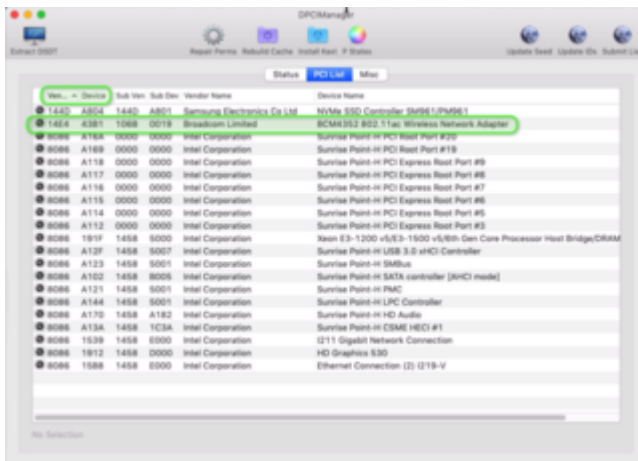 DPCIManager
Extract DSDT Repair Perms Rebuild Cache Install Kext P States Update Seed Update IDs Submit
Status PCI List Misc
Ven... Device Sub Ven Sub Dev Vendor Name Device Name
144D A804 144D A801 Samsung Electronics Co Ltd NVMe SSD Controller SM961/PM961
14E4 43B1 1068 0019 Broadcom Limited BCM4352 802.11ac Wireless Network Adapter
8086 A16A 0000 0000 Intel Corporation Sunrise Point-H PCI Root Port #20
8086 A169 0000 0000 Intel Corporation Sunrise Point-H PCI Root Port #19
8086 A118 0000 0000 Intel Corporation Sunrise Point-H PCI Express Root Port #9
8086 A117 0000 0000 Intel Corporation Sunrise Point-H PCI Express Root Port #8
8086 A116 0000 0000 Intel Corporation Sunrise Point-H PCI Express Root Port #7
8086 A115 0000 0000 Intel Corporation Sunrise Point-H PCI Express Root Port #6
8086 A114 0000 0000 Intel Corporation Sunrise Point-H PCI Express Root Port #5
8086 A112 0000 0000 Intel Corporation Sunrise Point-H PCI Express Root Port #3
8086 191F 1458 5000 Intel Corporation Xeon E3-1200 v5/E3-1500 v5/6th Gen Core Processor Host Bridge/DRAM
8086 A12F 1458 5007 Intel Corporation Sunrise Point-H USB 3.0 xHCI Controller
8086 A123 1458 5001 Intel Corporation Sunrise Point-H SMBus
8086 A102 1458 B005 Intel Corporation Sunrise Point-H SATA controller [AHCI mode]
8086 A121 1458 5001 Intel Corporation Sunrise Point-H PMC
8086 A144 1458 5001 Intel Corporation Sunrise Point-H LPC Controller
8086 A170 1458 A182 Intel Corporation Sunrise Point-H HD Audio
8086 A13A 1458 1C3A Intel Corporation Sunrise Point-H CSME HECI #1
8086 1539 1458 E000 Intel Corporation I211 Gigabit Network Connection
8086 1912 1458 D000 Intel Corporation HD Graphics 530
8086 15B8 1458 E000 Intel Corporation Ethernet Connection (2) I219-V
No Selection